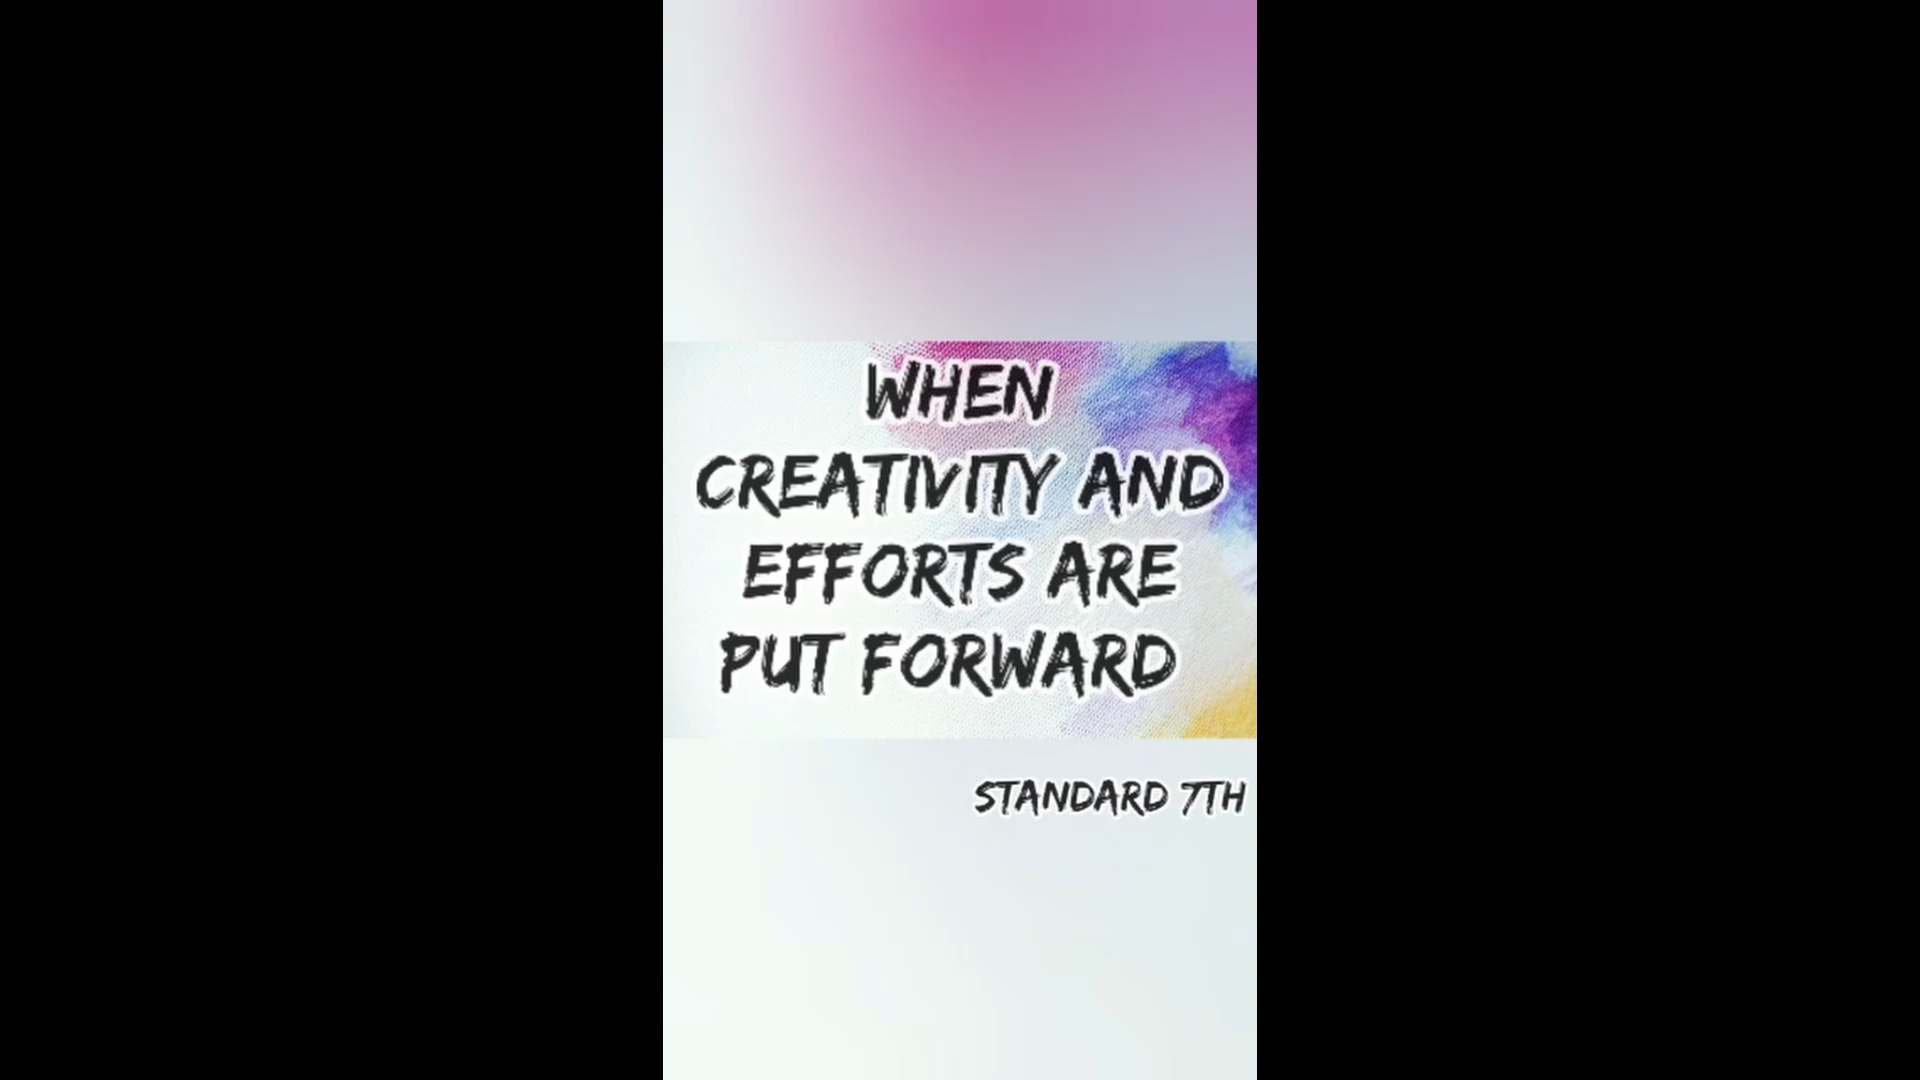 WHEN
CREATIVITY AND
EFFORTS ARE
PUT FORWARD
STANDARD 7TH